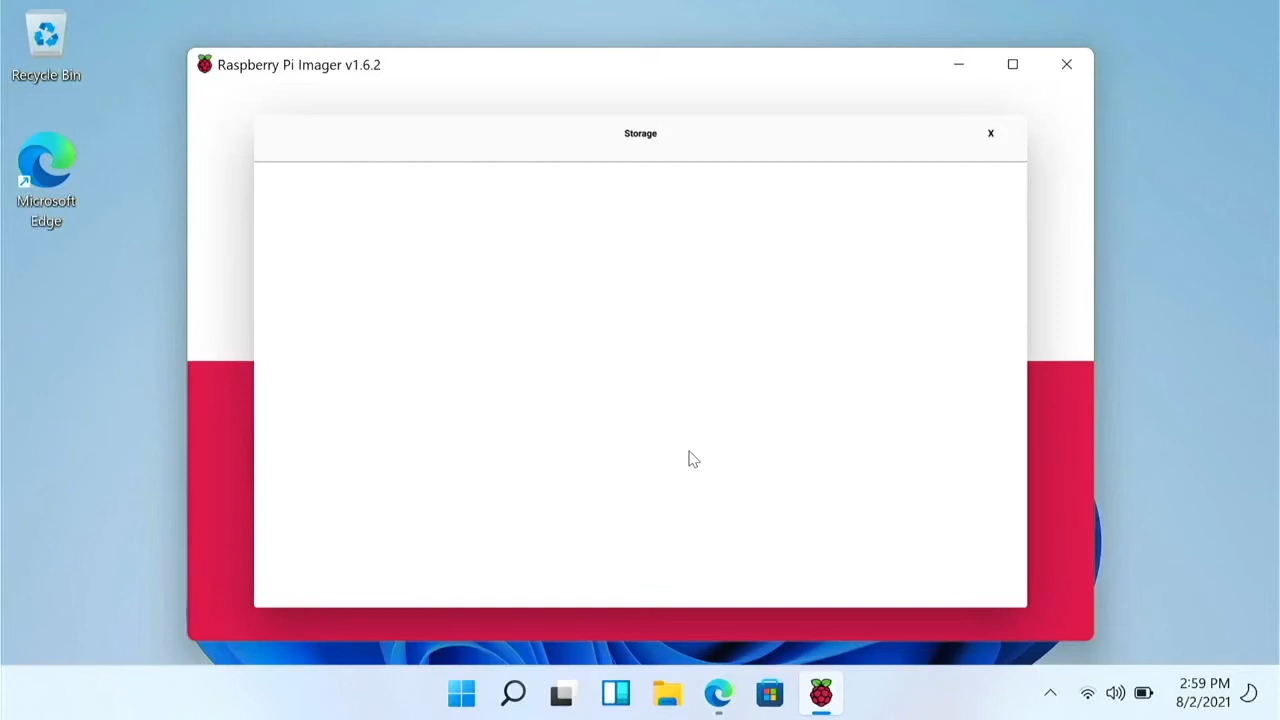 Recycle Bin
Microsoft
Edge
Raspberry Pi Imager v1.6.2
Storage
X
2:59 PM
8/2/2021